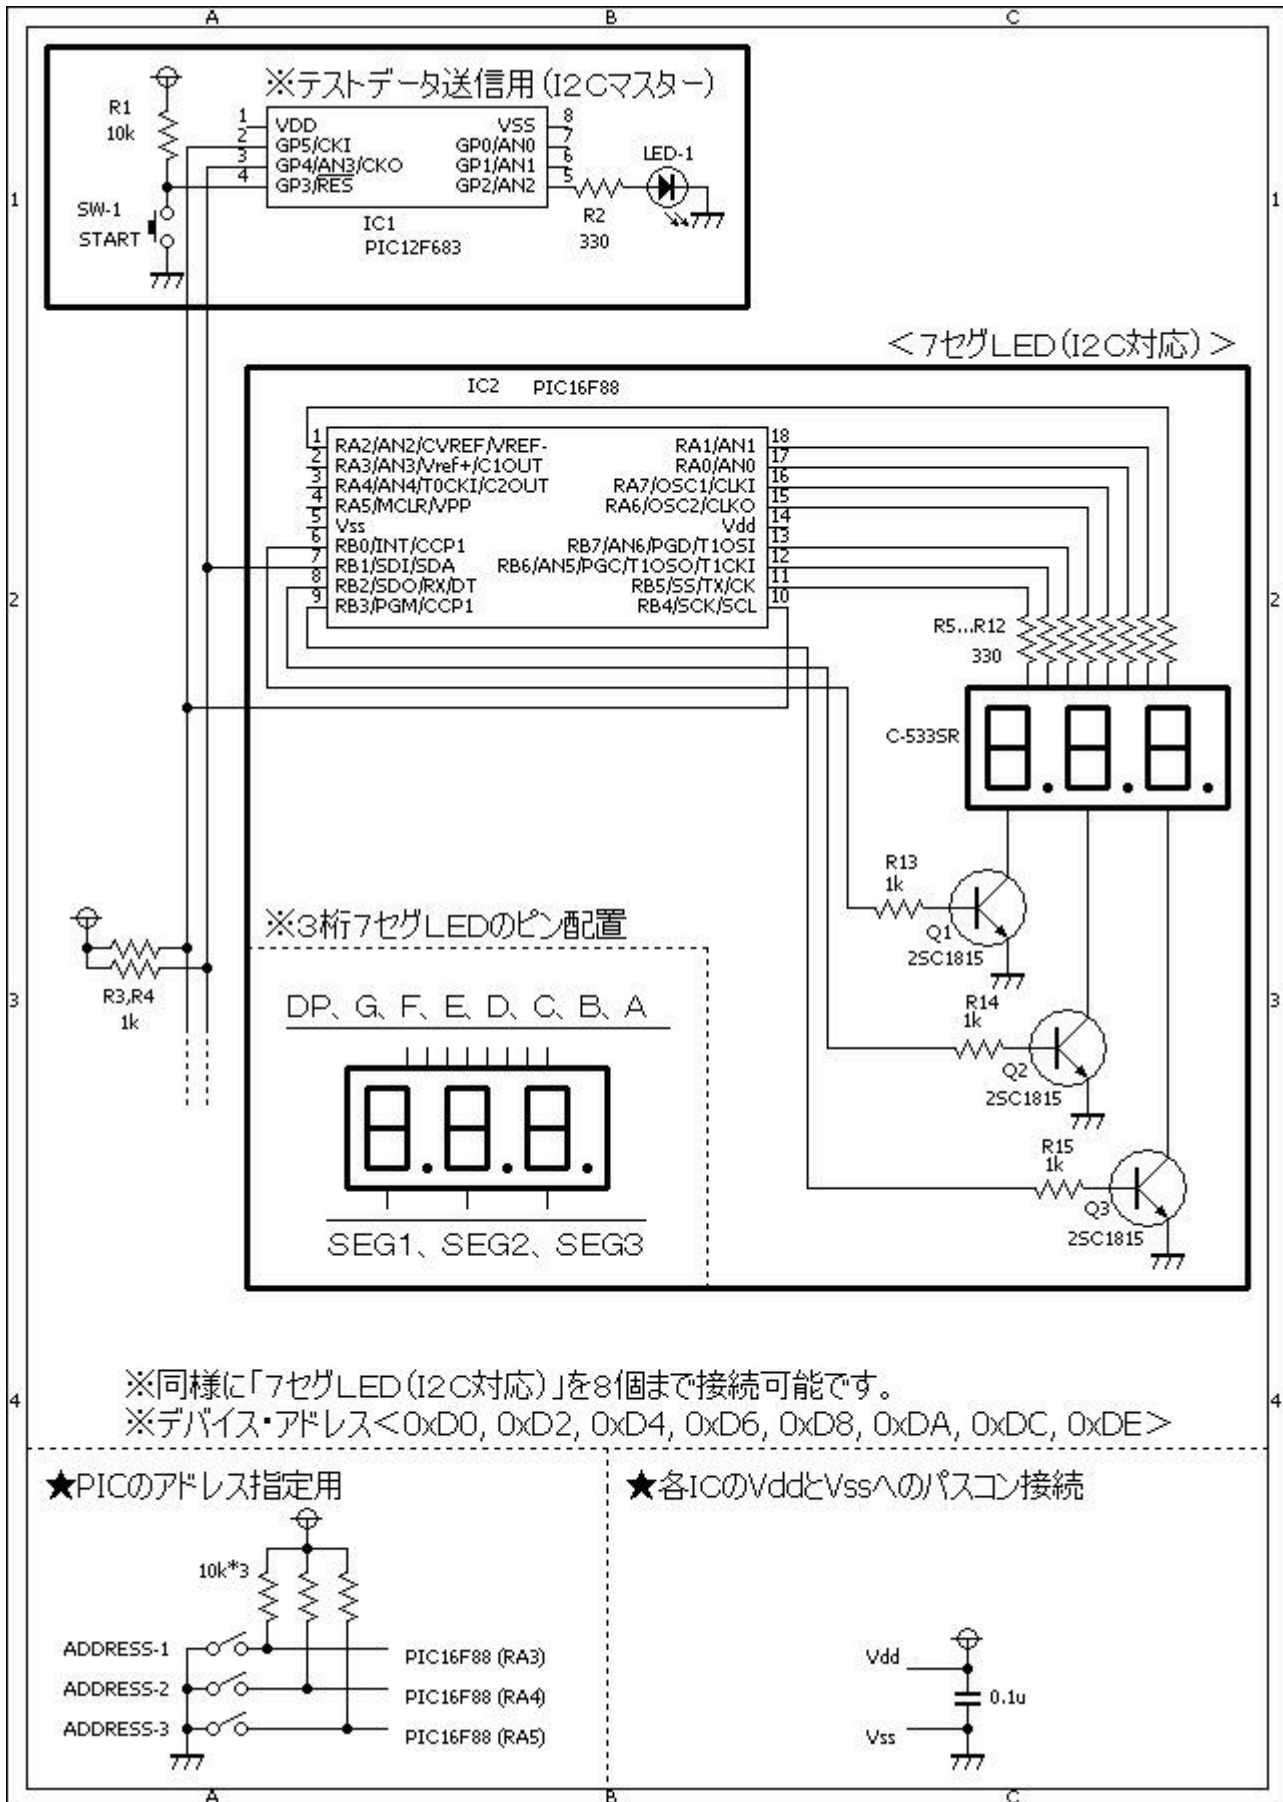 A B C
※テストデータ送信用(I2Cマスター)
R1
10k
1 VDD
2 GP5/CKI
3 GP4/AN3/CKO
4 GP3/RES
VSS 8
GP0/AN0 7
GP1/AN1 6
GP2/AN2 5
LED-1
R2
330
SW-1
START
IC1
PIC12F683
1 1
<7セグLED(I2C対応)>
IC2 PIC16F88
1 RA2/AN2/CVREF/VREF-
2 RA3/AN3/Vref+/C1OUT
3 RA4/AN4/T0CKI/C2OUT
4 RA5/MCLR/VPP
5 Vss
6 RB0/INT/CCP1
7 RB1/SDI/SDA
8 RB2/SDO/RX/DT
9 RB3/PGM/CCP1
RA1/AN1 18
RA0/AN0 17
RA7/OSC1/CLKI 16
RA6/OSC2/CLKO 15
Vdd 14
RB7/AN6/PGD/T1OSI 13
RB6/AN5/PGC/T1OSO/T1CKI 12
RB5/SS/TX/CK 11
RB4/SCK/SCL 10
2 2
R5...R12
330
C-533SR
R13
1k
Q1
2SC1815
※3桁7セグLEDのピン配置
R3,R4
1k
3 3
DP、G、F、E、D、C、B、A
SEG1、SEG2、SEG3
R14
1k
Q2
2SC1815
R15
1k
Q3
2SC1815
※同様に「7セグLED(I2C対応)」を8個まで接続可能です。
4 4
※デバイス・アドレス<0xD0, 0xD2, 0xD4, 0xD6, 0xD8, 0xDA, 0xDC, 0xDE>
★PICのアドレス指定用
10k*3
ADDRESS-1 PIC16F88 (RA3)
ADDRESS-2 PIC16F88 (RA4)
ADDRESS-3 PIC16F88 (RA5)
★各ICのVddとVssへのパスコン接続
Vdd
0.1u
Vss
A B C